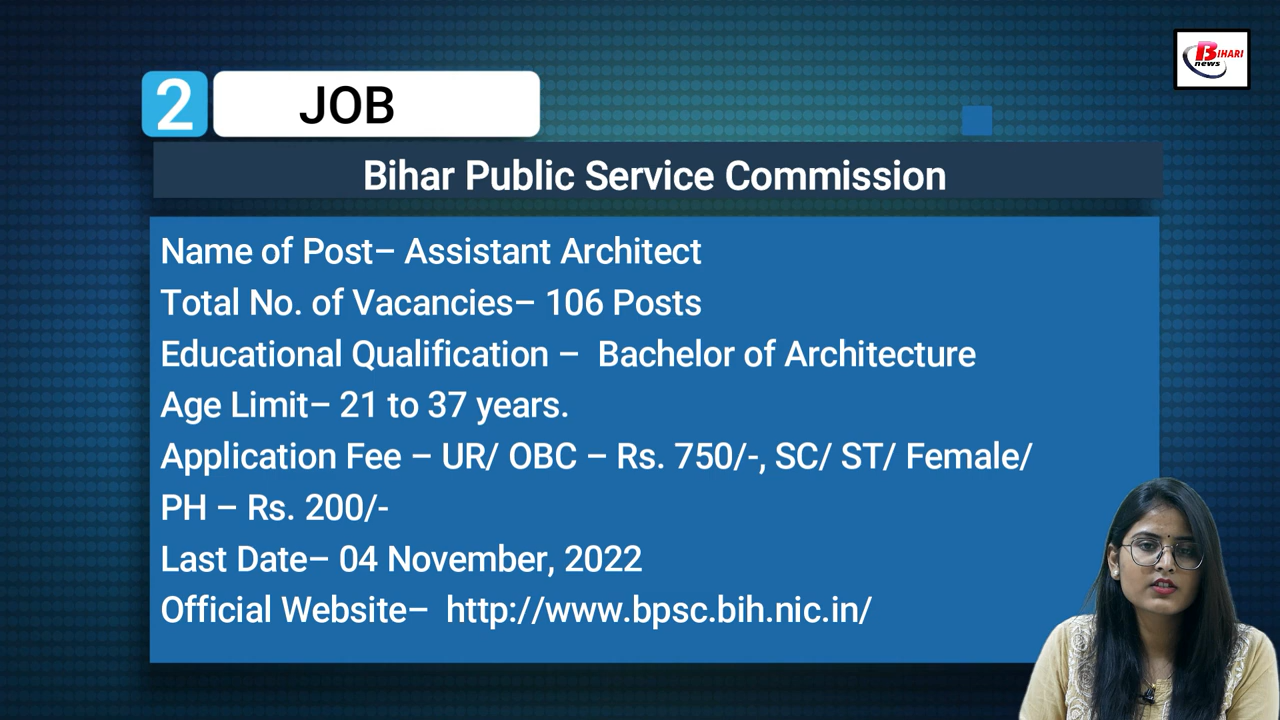 BIHARI
news
2 JOB
Bihar Public Service Commission
Name of Post– Assistant Architect
Total No. of Vacancies– 106 Posts
Educational Qualification –  Bachelor of Architecture
Age Limit– 21 to 37 years.
Application Fee – UR/ OBC – Rs. 750/-, SC/ ST/ Female/
PH – Rs. 200/-
Last Date– 04 November, 2022
Official Website–  http://www.bpsc.bih.nic.in/